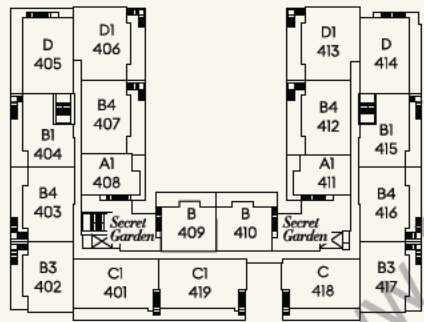 D1
406
D1
413
D
405
D
414
B4
407
B4
412
B1
404
B1
415
A1
408
A1
411
B4
403
B4
416
Secret
Garden
B
409
B
410
Secret
Garden
B3
402
C1
401
C1
419
C
418
B3
417